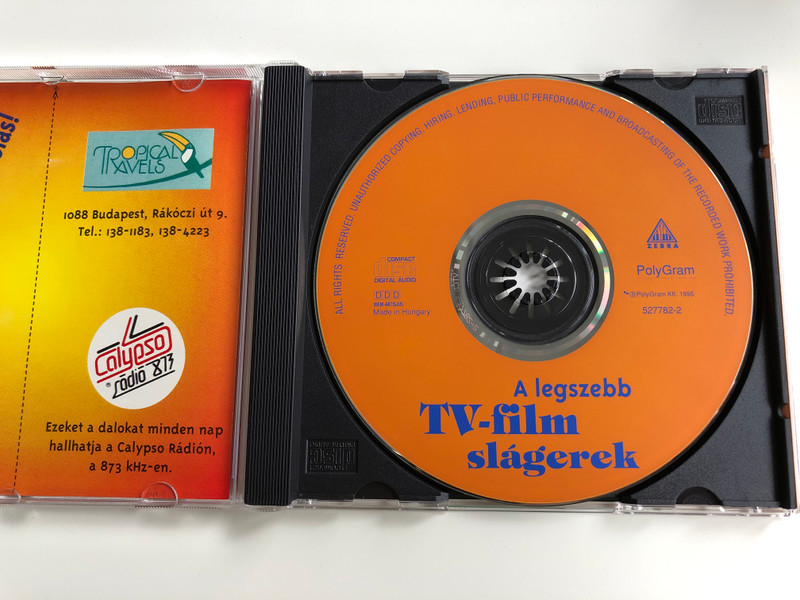 TROPICAL
TRAVELS
1088 Budapest, Rákóczi út 9.
Tel.: 138-1183, 138-4223
Calypso
rádió 873
Ezeket a dalokat minden nap
hallhatja a Calypso Rádión,
a 873 kHz-en.
ALL RIGHTS RESERVED UNAUTHORIZED COPYING, HIRING, LENDING, PUBLIC PERFORMANCE AND BROADCASTING OF THE RECORDED WORK PROHIBITED.
COMPACT
disc
DIGITAL AUDIO
DDD
Made in Hungary
ZEBRA
PolyGram
℗PolyGram Kft. 1995
527782-2
A legszebb
TV-film
slágerek